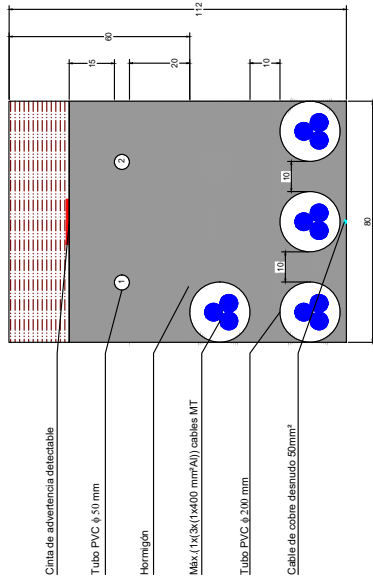 112
60
15
20
10
2
1
10
10
80
Cinta de advertencia detectable
Tubo PVC ϕ 50 mm
Hormigón
Máx.(1x(3x(1x400 mm²Al)) cables MT
Tubo PVC ϕ 200 mm
Cable de cobre desnudo 50mm²